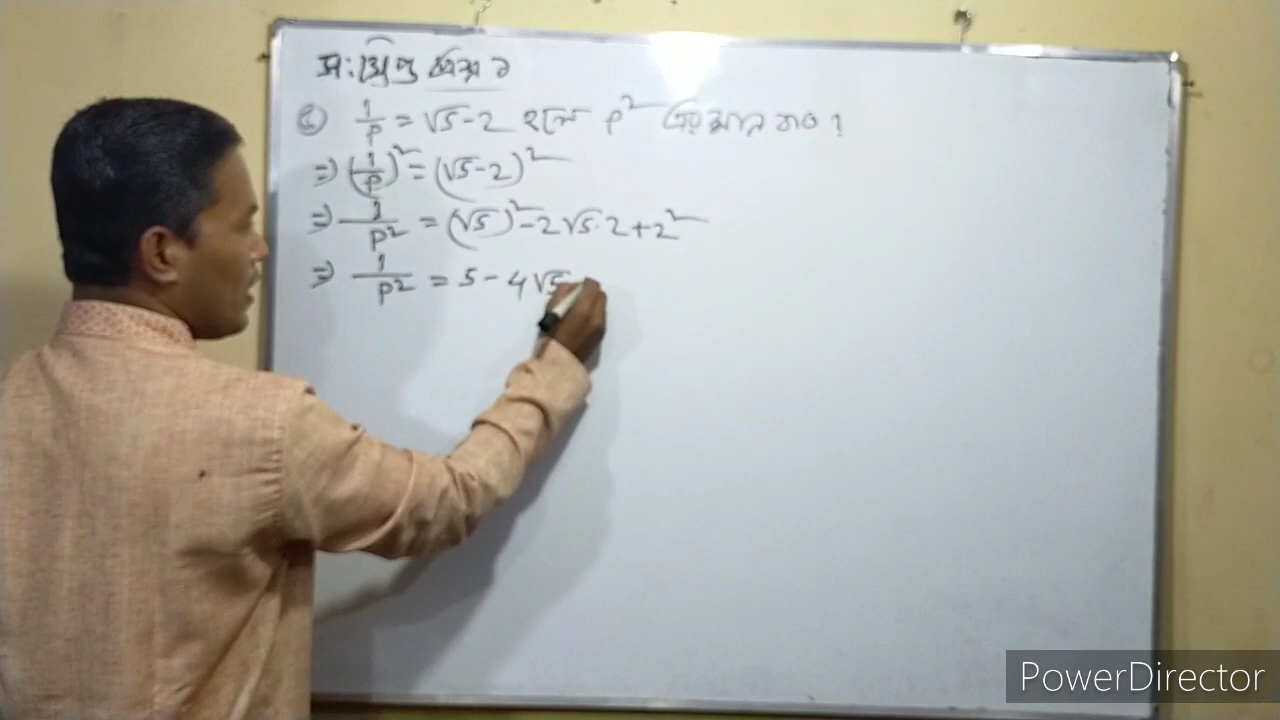 সংক্ষিপ্ত প্রশ্ন
1/P = √5-2 হলে P² এর মান কত?
⇒ (1/P)² = (√5-2)²
⇒ 1/P² = (√5)²-2√5·2+2²
⇒ 1/P² = 5-4√5
PowerDirector